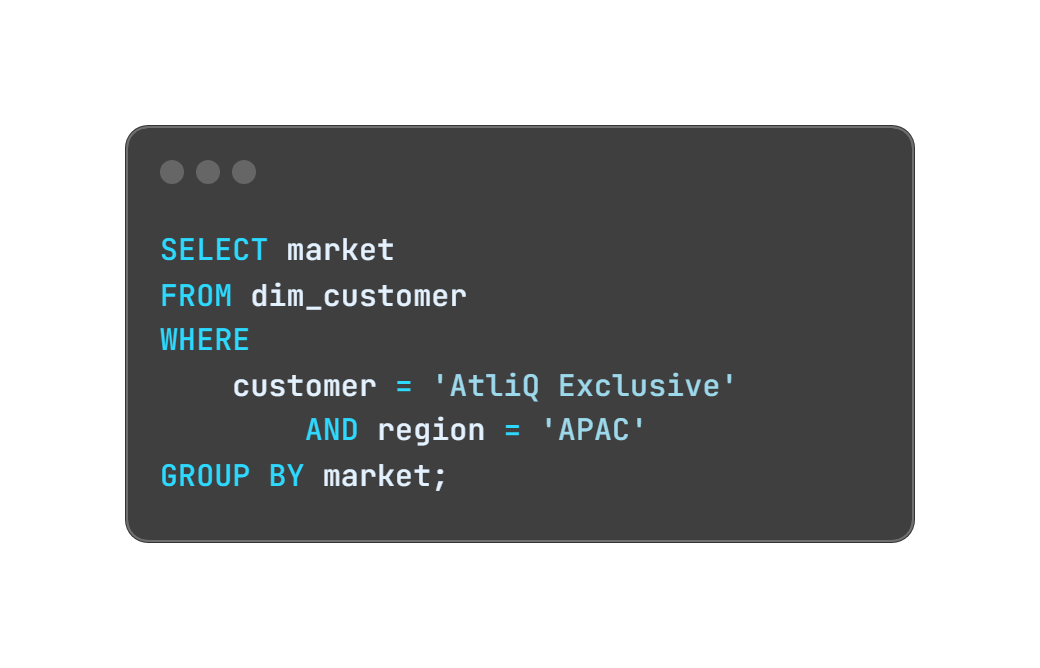 SELECT market
FROM dim_customer
WHERE
    customer = 'AtliQ Exclusive'
        AND region = 'APAC'
GROUP BY market;